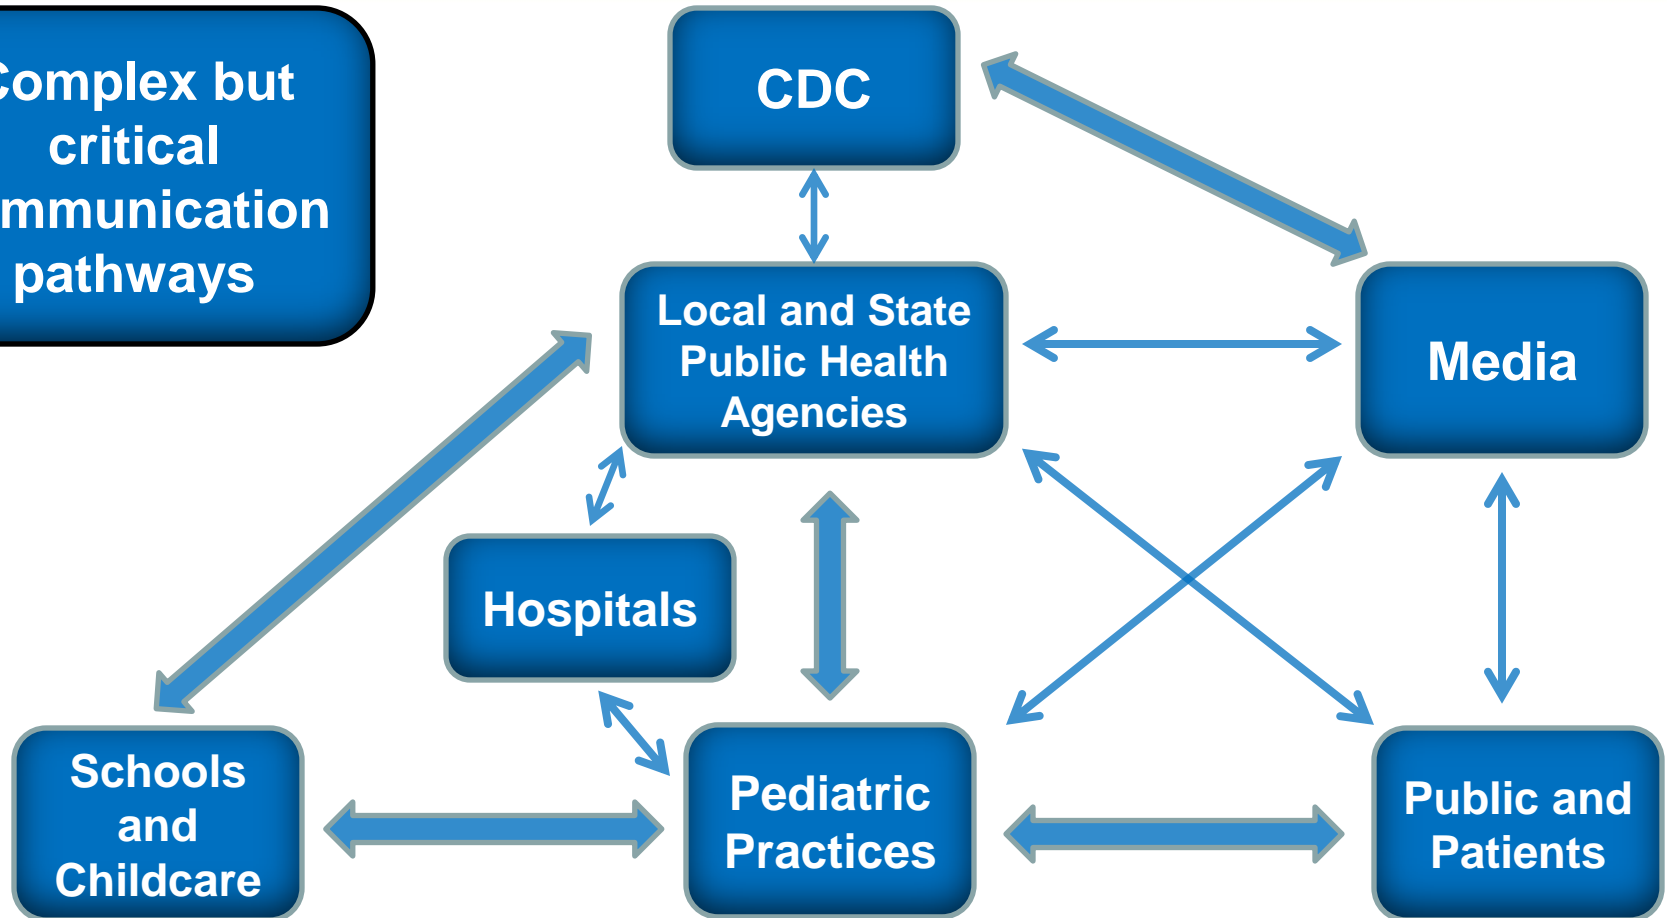 Complex but
critical
mmunication
pathways
CDC
Local and State
Public Health
Agencies
Media
Hospitals
Schools
and
Childcare
Pediatric
Practices
Public and
Patients